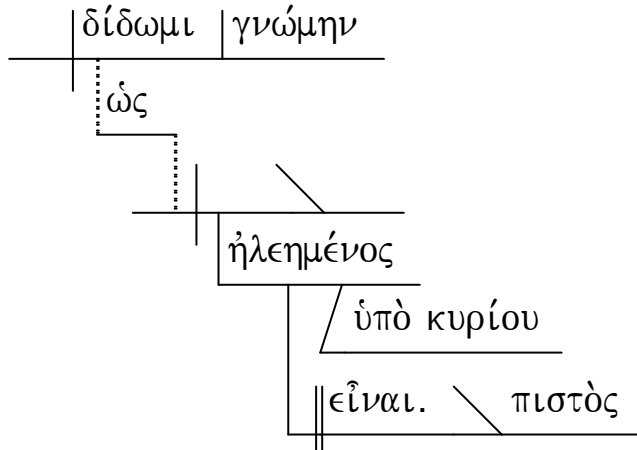 δίδωμι γνώμην
ὡς
ἠλεημένος
ὑπὸ κυρίου
εἶναι. πιστὸς